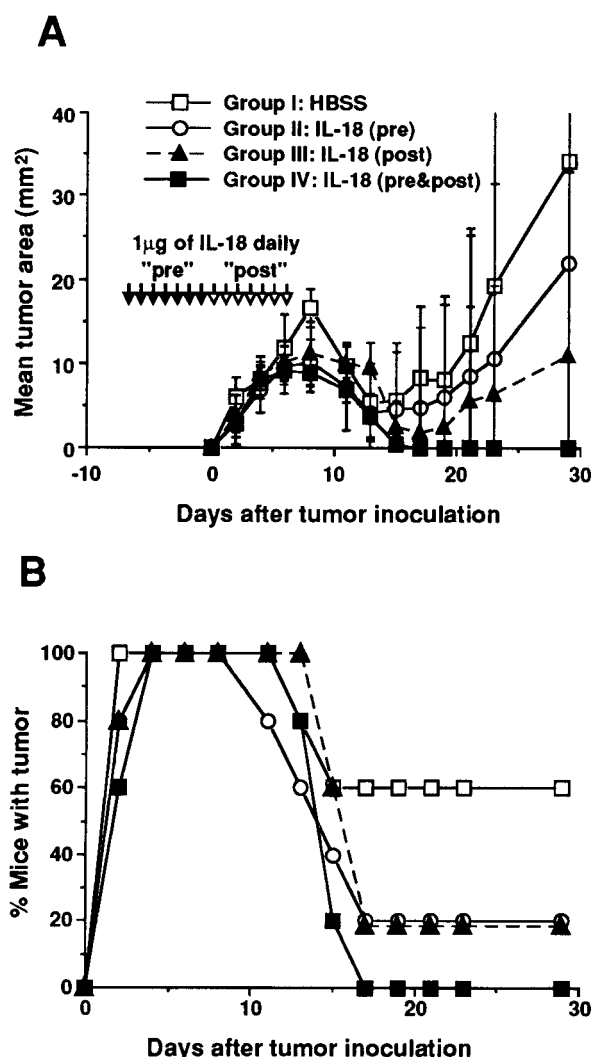 A
Group I: HBSS
Group II: IL-18 (pre)
Group III: IL-18 (post)
Group IV: IL-18 (pre&post)
1µg of IL-18 daily
"pre" "post"
Mean tumor area (mm²)
40
30
20
10
0
-10 0 10 20 30
Days after tumor inoculation
B
% Mice with tumor
100
80
60
40
20
0
0 10 20 30
Days after tumor inoculation